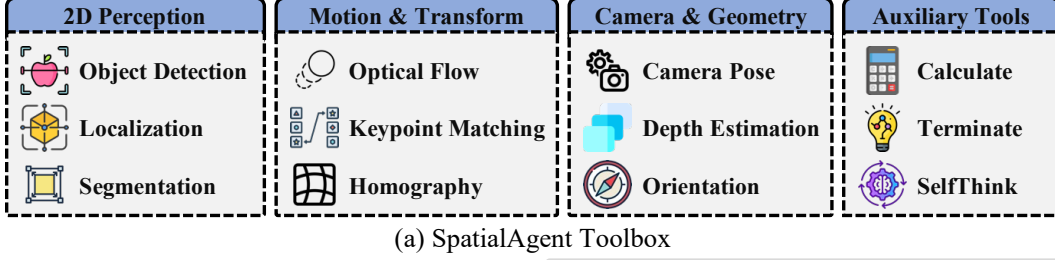 2D Perception
Object Detection
Localization
Segmentation
Motion & Transform
Optical Flow
Keypoint Matching
Homography
Camera & Geometry
Camera Pose
Depth Estimation
Orientation
Auxiliary Tools
Calculate
Terminate
SelfThink
(a) SpatialAgent Toolbox